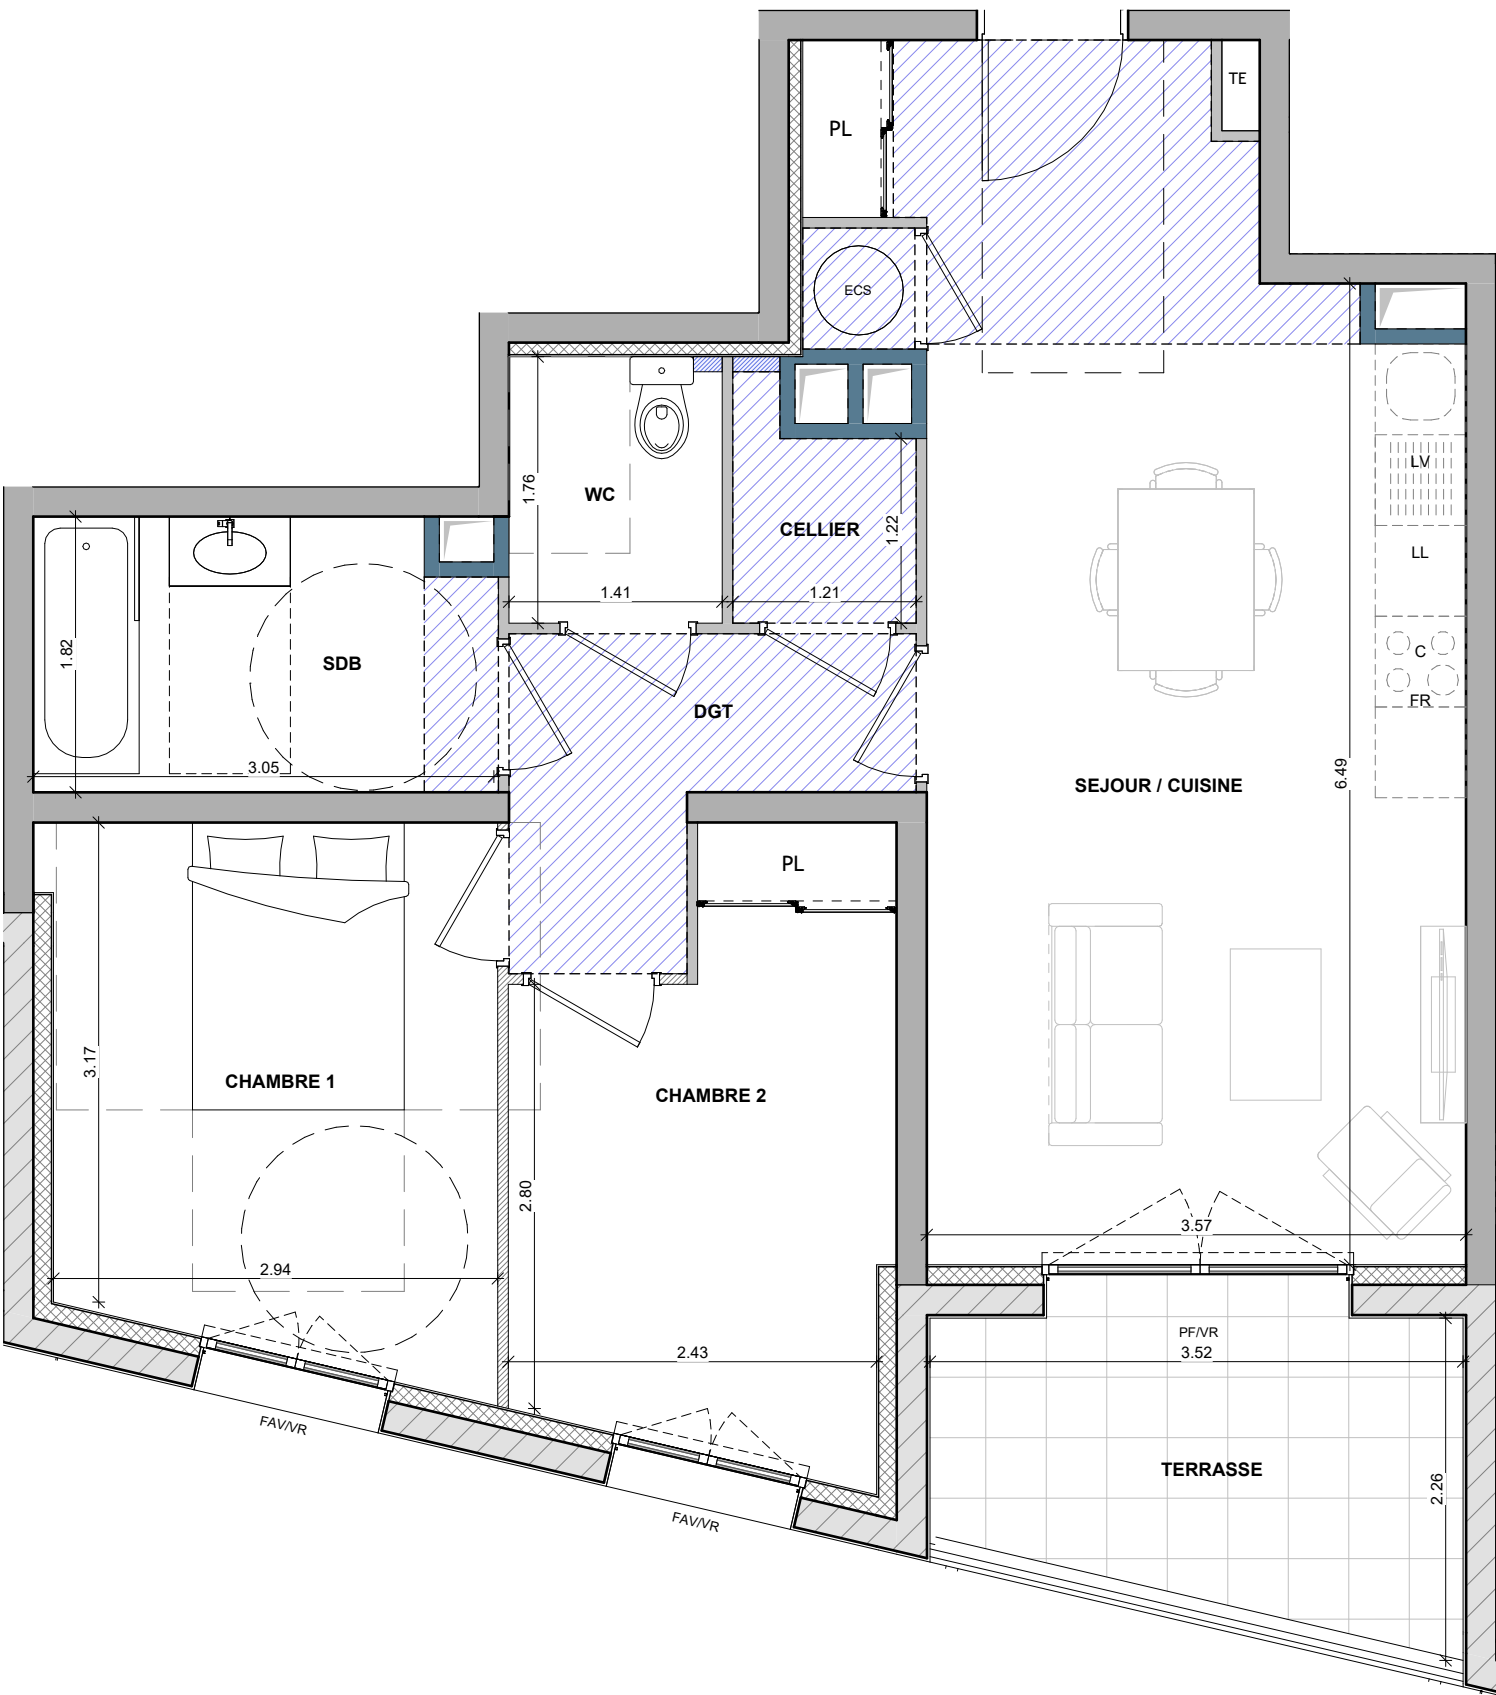 TE
PL
ECS
LV
1.76
WC
CELLIER
1.22
LL
1.41
1.21
C
1.82
SDB
FR
DGT
3.05
SEJOUR / CUISINE
6.49
PL
3.17
CHAMBRE 1
CHAMBRE 2
2.80
3.57
2.94
PF/VR
2.43
3.52
FAV/VR
TERRASSE
2.26
FAV/VR